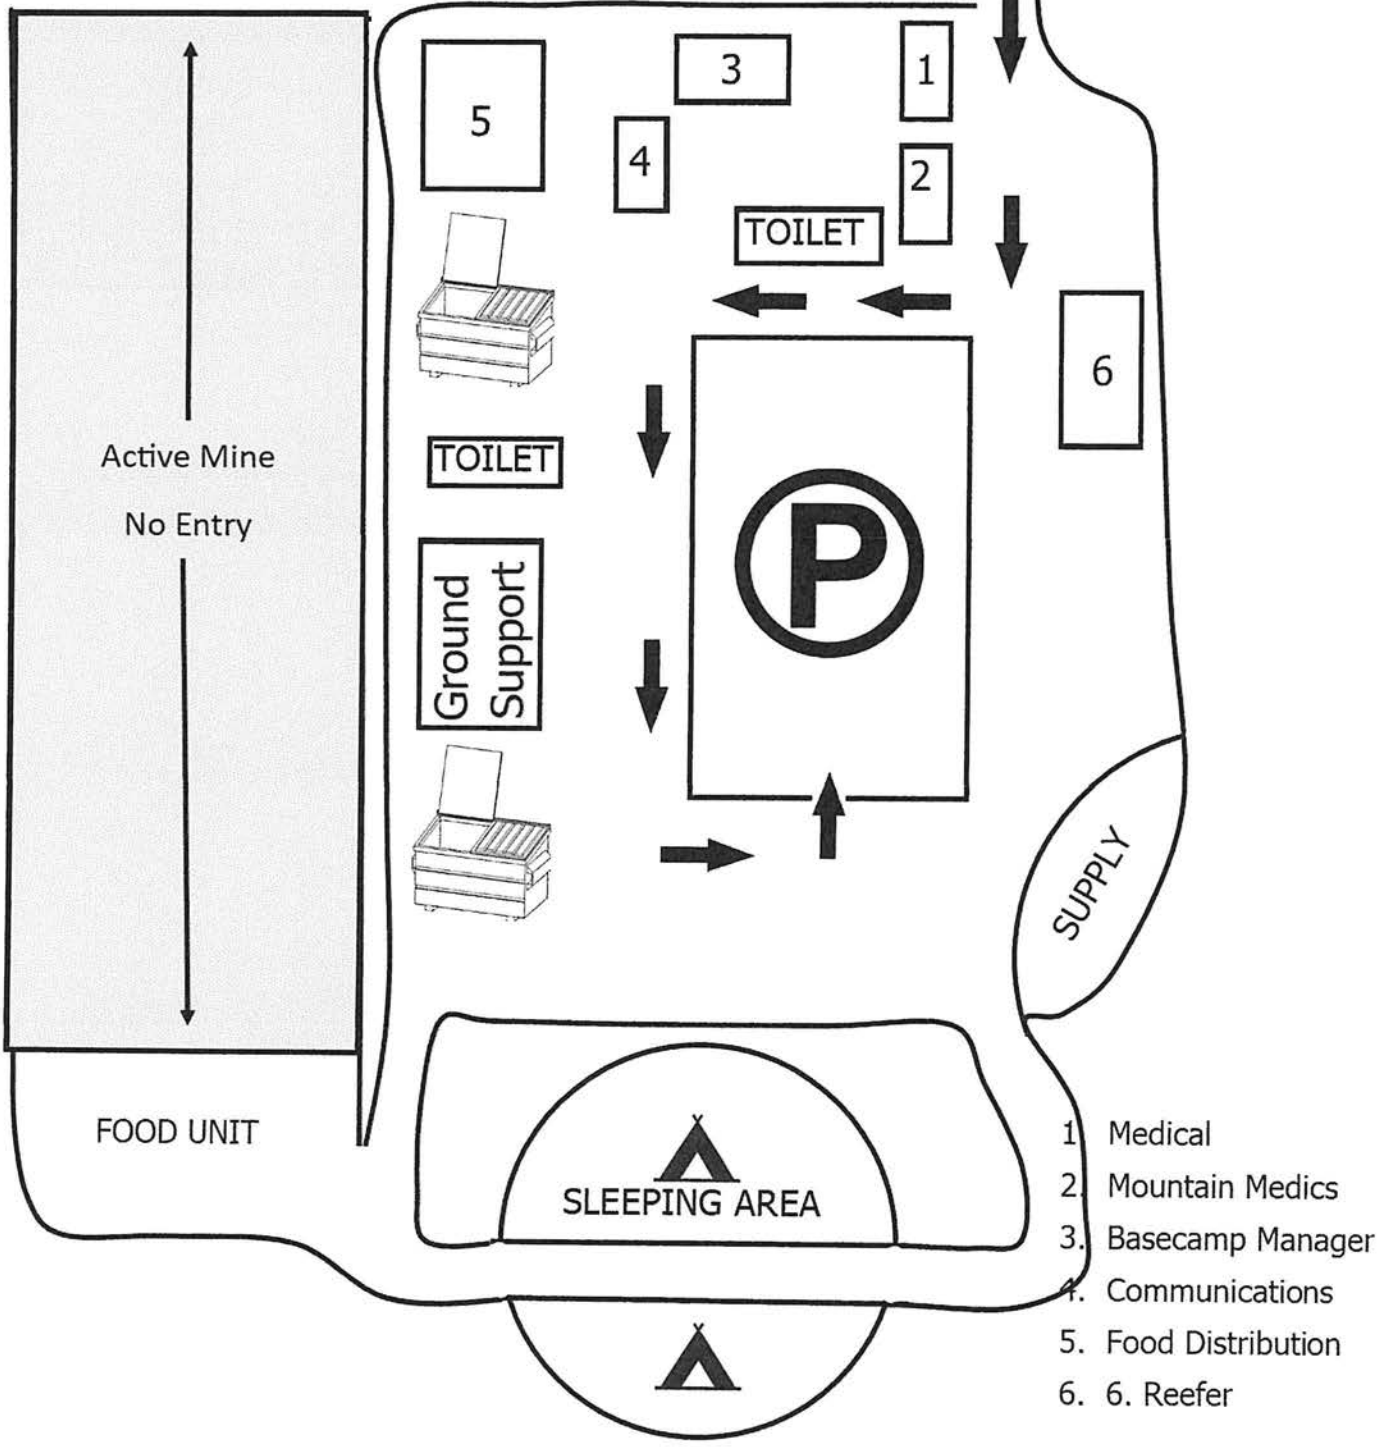 5
3
1
4
2
TOILET
6
Active Mine
No Entry
TOILET
P
Ground
Support
SUPPLY
FOOD UNIT
SLEEPING AREA
1 Medical
2. Mountain Medics
3. Basecamp Manager
4. Communications
5. Food Distribution
6. 6. Reefer